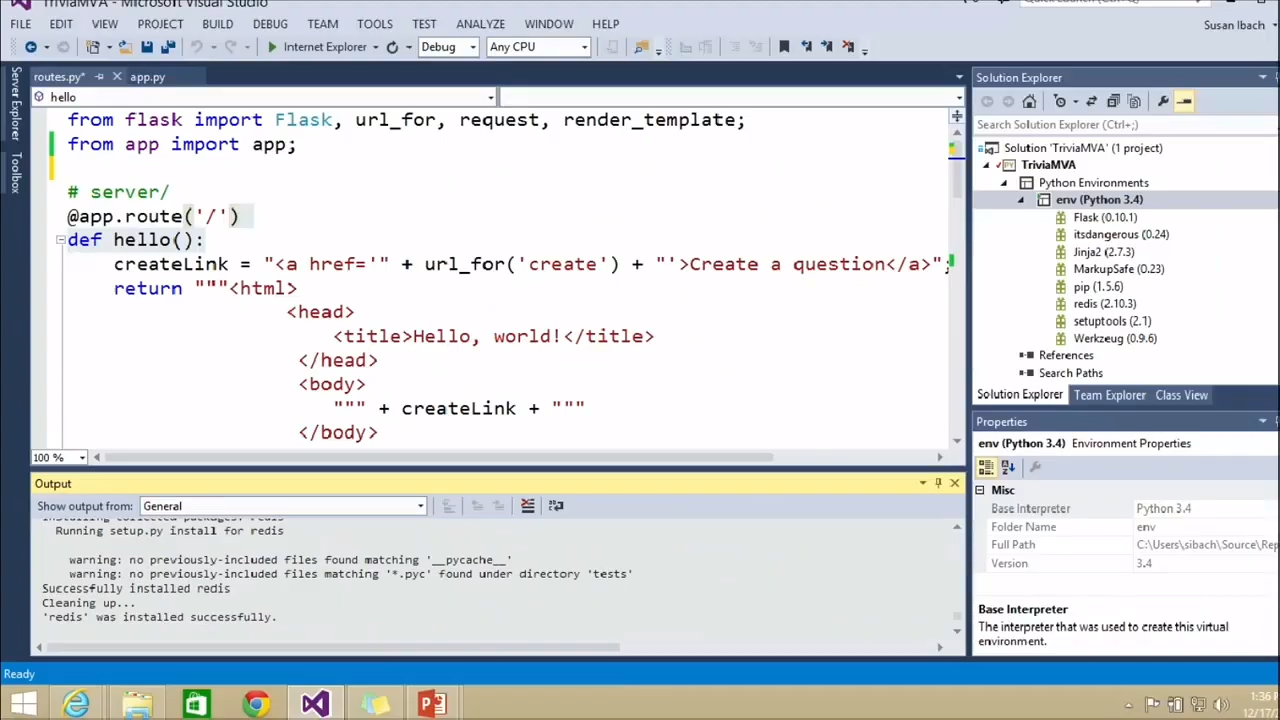 TriviaMVA - Microsoft Visual Studio
FILE EDIT VIEW PROJECT BUILD DEBUG TEAM TOOLS TEST ANALYZE WINDOW HELP
Susan Ibach
Internet Explorer Debug Any CPU
Server Explorer
Toolbox
routes.py* app.py
hello
from flask import Flask, url_for, request, render_template;
from app import app;
# server/
@app.route('/')
def hello():
createLink = "<a href='" + url_for('create') + "'>Create a question</a>";
return """<html>
<head>
<title>Hello, world!</title>
</head>
<body>
""" + createLink + """
</body>
100 %
Output
Show output from: General
Installing collected packages: redis
Running setup.py install for redis
warning: no previously-included files found matching '__pycache__'
warning: no previously-included files matching '*.pyc' found under directory 'tests'
Successfully installed redis
Cleaning up...
'redis' was installed successfully.
Solution Explorer
Search Solution Explorer (Ctrl+;)
Solution 'TriviaMVA' (1 project)
PY TriviaMVA
Python Environments
env (Python 3.4)
Flask (0.10.1)
itsdangerous (0.24)
Jinja2 (2.7.3)
MarkupSafe (0.23)
pip (1.5.6)
redis (2.10.3)
setuptools (2.1)
Werkzeug (0.9.6)
References
Search Paths
Solution Explorer Team Explorer Class View
Properties
env (Python 3.4) Environment Properties
Misc
Base Interpreter Python 3.4
Folder Name env
Full Path C:\Users\sibach\Source\Rep
Version 3.4
Base Interpreter
The interpreter that was used to create this virtual
environment.
Ready
1:36 P
12/17/